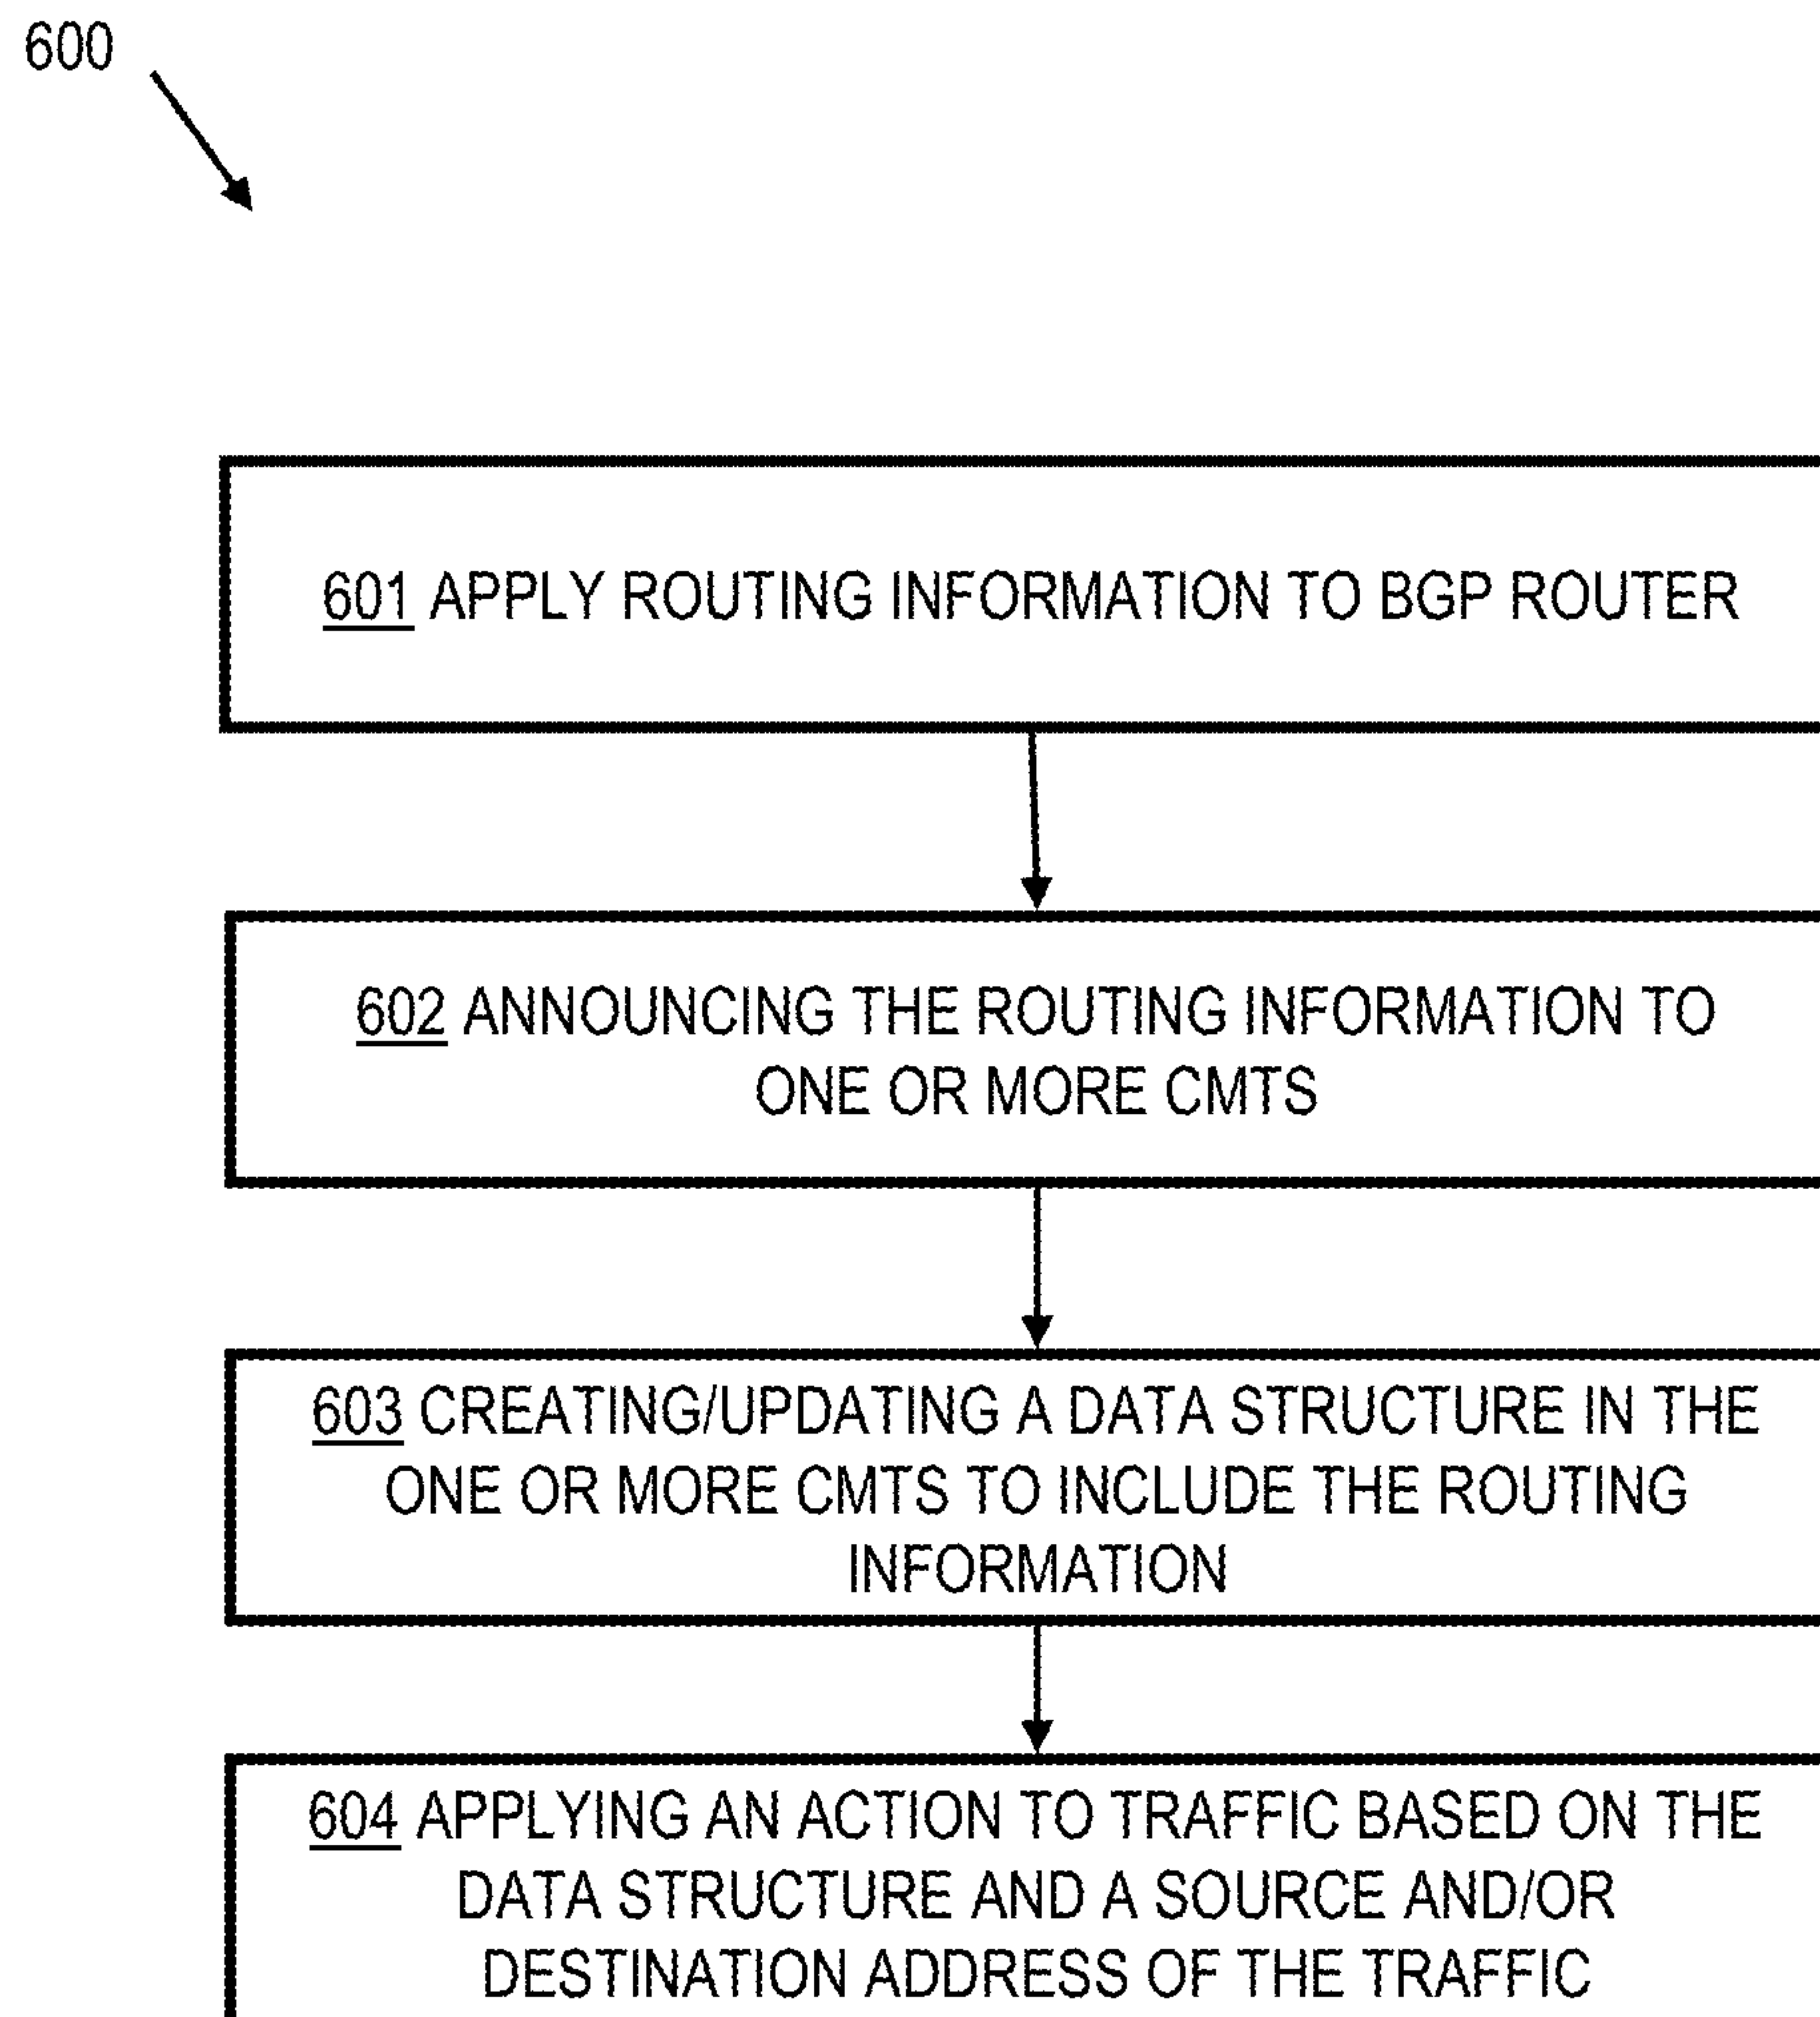 600
601 APPLY ROUTING INFORMATION TO BGP ROUTER
602 ANNOUNCING THE ROUTING INFORMATION TO
ONE OR MORE CMTS
603 CREATING/UPDATING A DATA STRUCTURE IN THE
ONE OR MORE CMTS TO INCLUDE THE ROUTING
INFORMATION
604 APPLYING AN ACTION TO TRAFFIC BASED ON THE
DATA STRUCTURE AND A SOURCE AND/OR
DESTINATION ADDRESS OF THE TRAFFIC